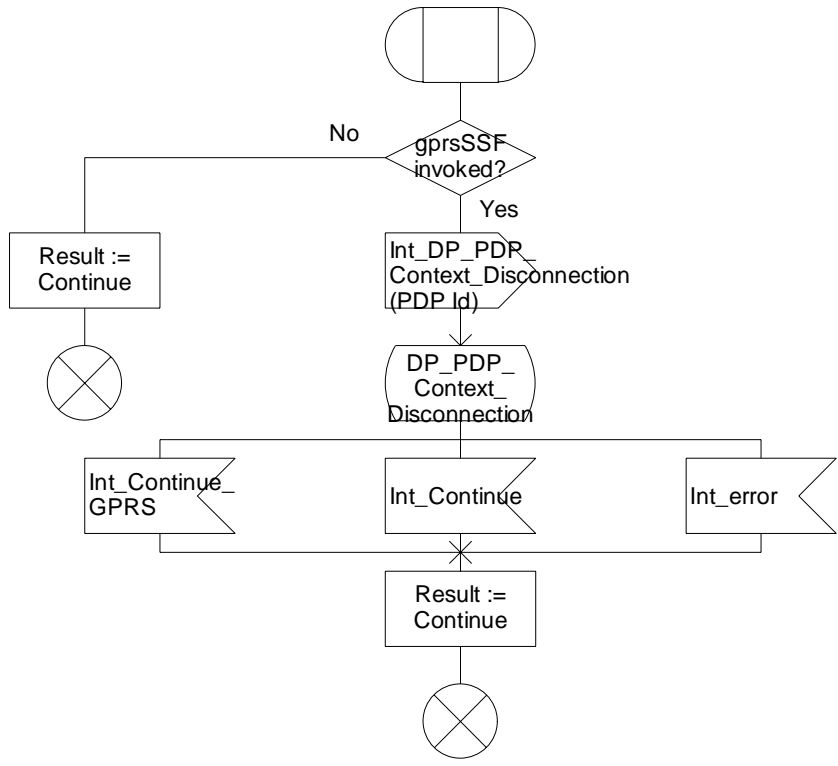 gprsSSF
invoked?
No
Yes
Result :=
Continue
Int_DP_PDP_
Context_Disconnection
(PDP Id)
DP_PDP_
Context_
Disconnection
Int_Continue_
GPRS
Int_Continue
Int_error
Result :=
Continue